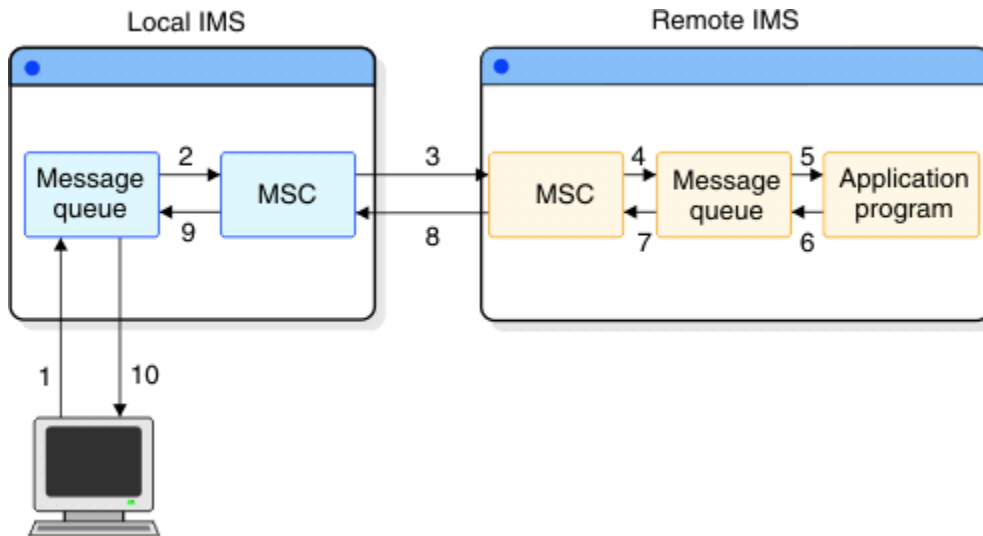 Local IMS
Remote IMS
Message
queue
2
9
MSC
3
8
MSC
4
7
Message
queue
5
6
Application
program
1
10